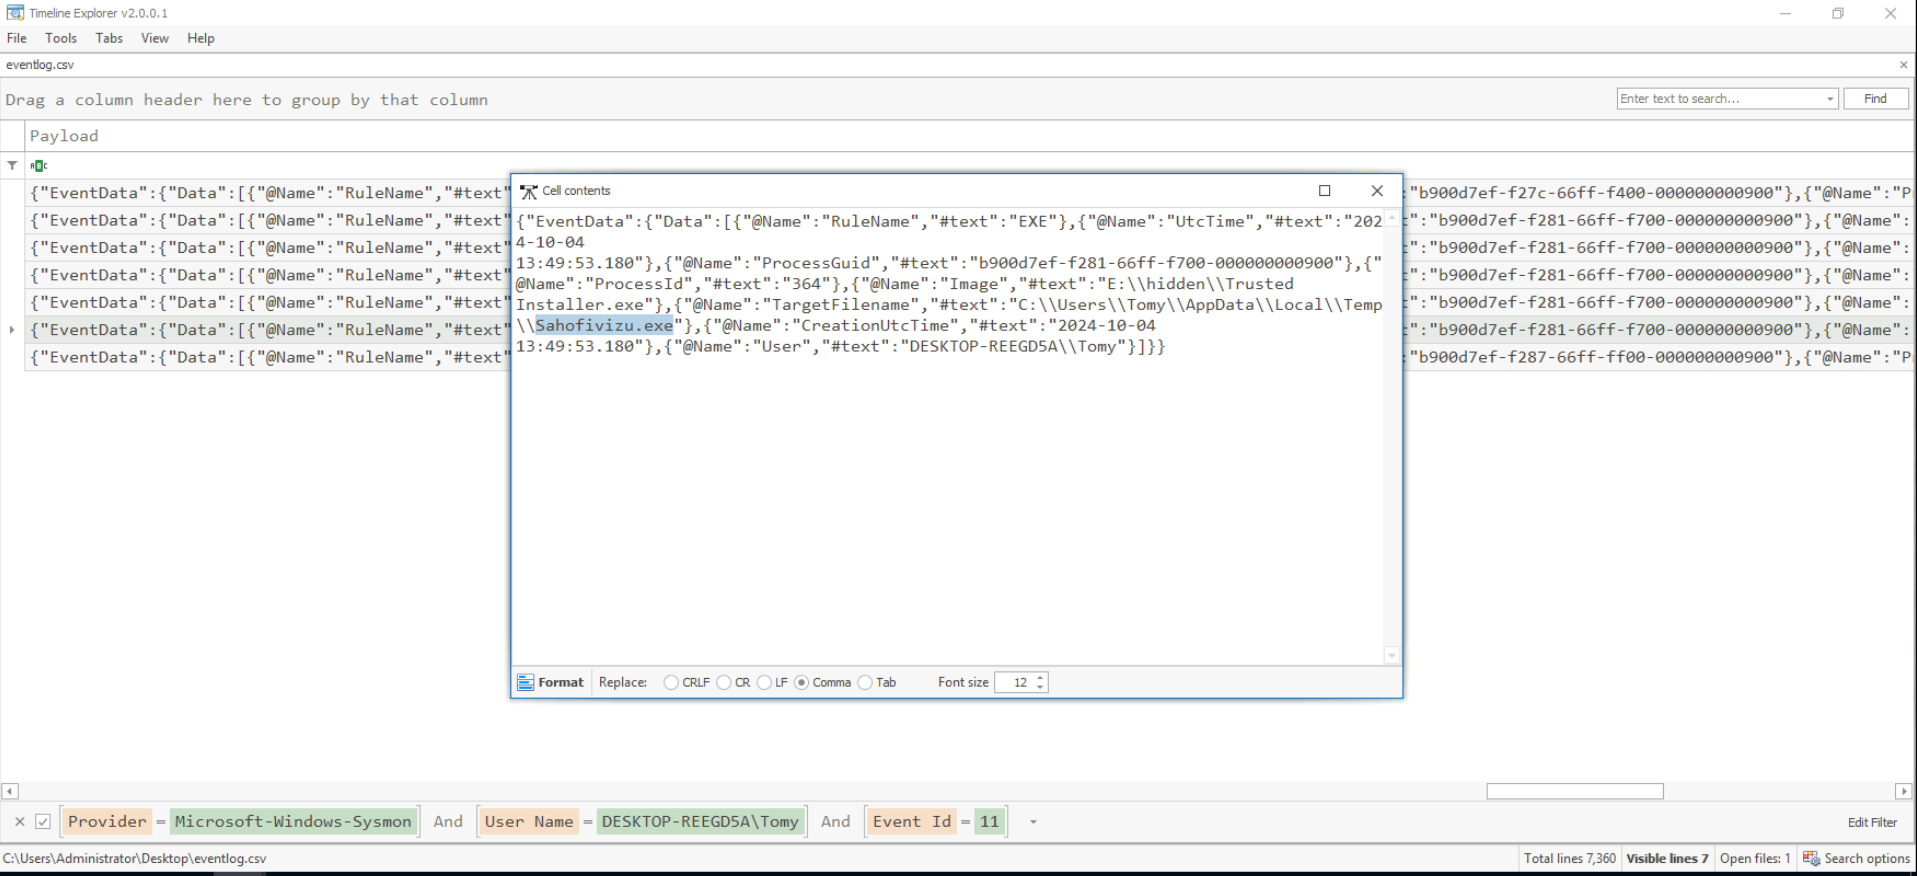 Timeline Explorer v2.0.0.1
File Tools Tabs View Help
eventlog.csv
Drag a column header here to group by that column
Enter text to search...
Find
Payload
{"EventData":{"Data":[{"@Name":"RuleName","#text" :"b900d7ef-f27c-66ff-f400-000000000900"},{"@Name":"P
{"EventData":{"Data":[{"@Name":"RuleName","#text" :"b900d7ef-f281-66ff-f700-000000000900"},{"@Name":
{"EventData":{"Data":[{"@Name":"RuleName","#text" :"b900d7ef-f281-66ff-f700-000000000900"},{"@Name":
{"EventData":{"Data":[{"@Name":"RuleName","#text" :"b900d7ef-f281-66ff-f700-000000000900"},{"@Name":
{"EventData":{"Data":[{"@Name":"RuleName","#text" :"b900d7ef-f281-66ff-f700-000000000900"},{"@Name":
{"EventData":{"Data":[{"@Name":"RuleName","#text" :"b900d7ef-f281-66ff-f700-000000000900"},{"@Name":
{"EventData":{"Data":[{"@Name":"RuleName","#text" :"b900d7ef-f287-66ff-ff00-000000000900"},{"@Name":"P
Cell contents
{"EventData":{"Data":[{"@Name":"RuleName","#text":"EXE"},{"@Name":"UtcTime","#text":"202
4-10-04
13:49:53.180"},{"@Name":"ProcessGuid","#text":"b900d7ef-f281-66ff-f700-000000000900"},{"
@Name":"ProcessId","#text":"364"},{"@Name":"Image","#text":"E:\\hidden\\Trusted
Installer.exe"},{"@Name":"TargetFilename","#text":"C:\\Users\\Tomy\\AppData\\Local\\Temp
\\Sahofivizu.exe"},{"@Name":"CreationUtcTime","#text":"2024-10-04
13:49:53.180"},{"@Name":"User","#text":"DESKTOP-REEGD5A\\Tomy"}]}}
Format Replace: CRLF CR LF Comma Tab Font size 12
Provider = Microsoft-Windows-Sysmon And User Name = DESKTOP-REEGD5A\Tomy And Event Id = 11
Edit Filter
C:\Users\Administrator\Desktop\eventlog.csv
Total lines 7,360 Visible lines 7 Open files: 1 Search options